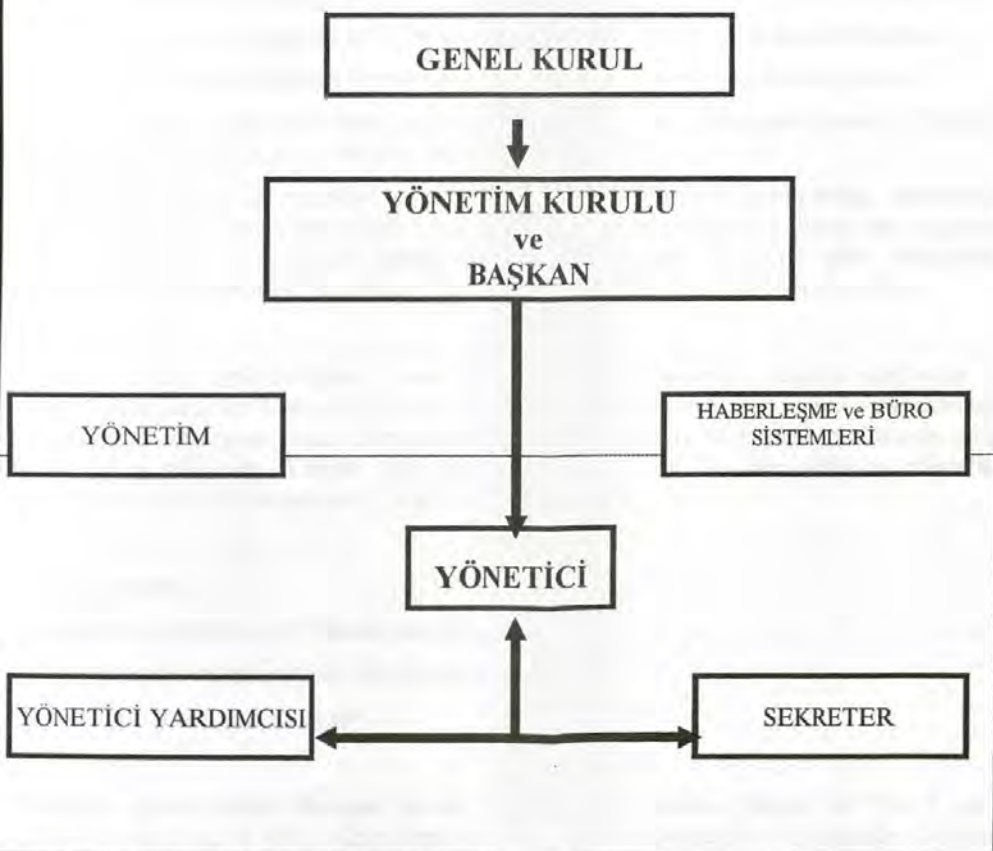 GENEL KURUL
YÖNETİM KURULU
ve
BAŞKAN
YÖNETİM
HABERLEŞME ve BÜRO
SİSTEMLERİ
YÖNETİCİ
YÖNETİCİ YARDIMCISI
SEKRETER